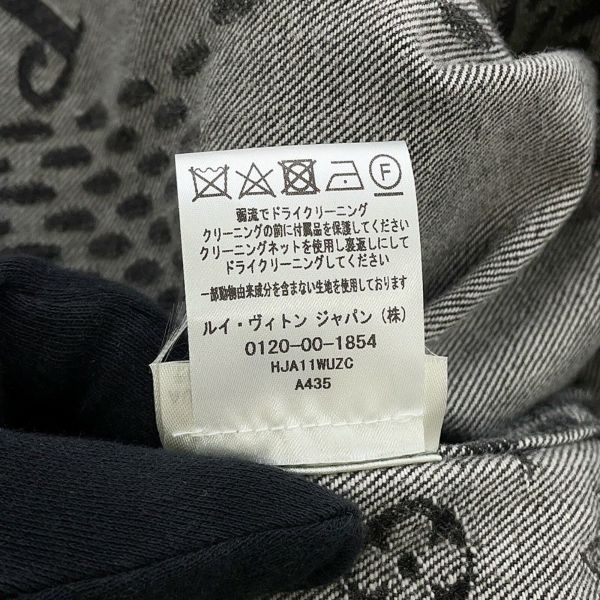 F
弱流でドライクリーニング
クリーニングの前に付属品を保護してください
クリーニングネットを使用し裏返しにして
ドライクリーニングしてください
一部動物由来成分を含まない生地を使用しております
ルイ・ヴィトン ジャパン(株)
0120-00-1854
HJA11WUZC
A435